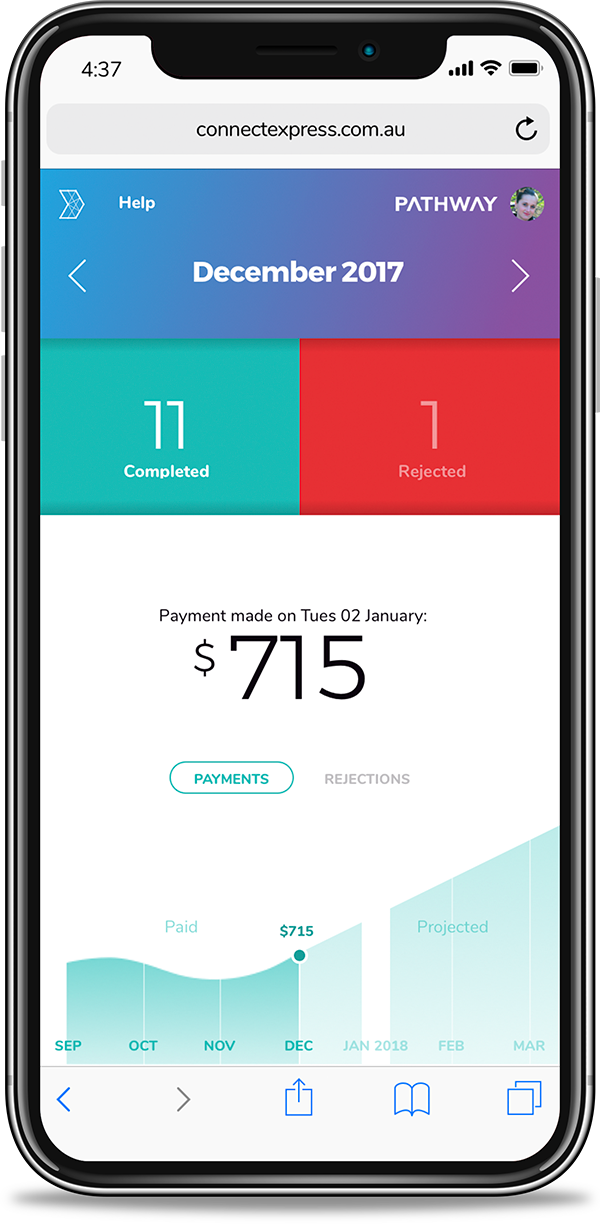 4:37
connectexpress.com.au
Help
PATHWAY
December 2017
11
1
Completed
Rejected
Payment made on Tues 02 January:
$715
PAYMENTS
REJECTIONS
Paid
$715
Projected
SEP OCT NOV DEC JAN 2018 FEB MAR